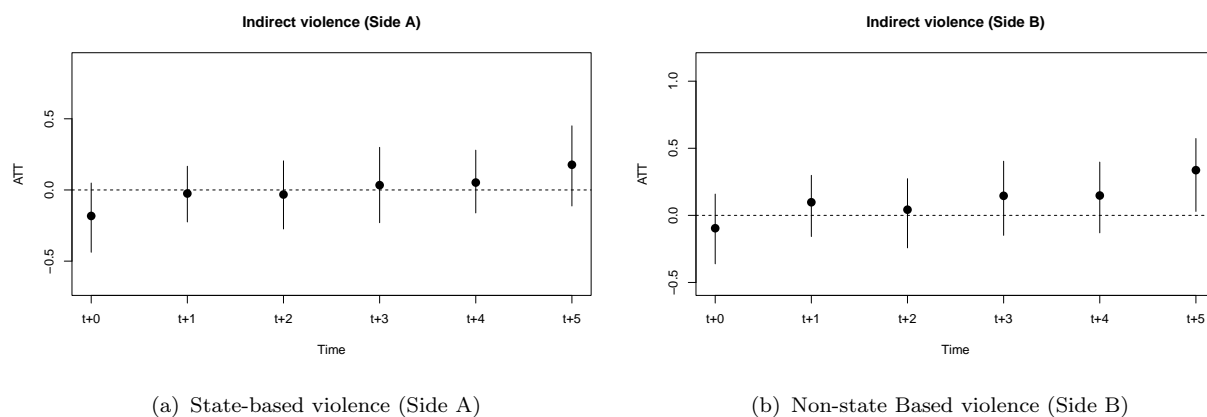 Indirect violence (Side A)
0.5
0.0
−0.5
ATT
t+0 t+1 t+2 t+3 t+4 t+5
Time
(a) State-based violence (Side A)
Indirect violence (Side B)
1.0
0.5
0.0
−0.5
ATT
t+0 t+1 t+2 t+3 t+4 t+5
Time
(b) Non-state Based violence (Side B)